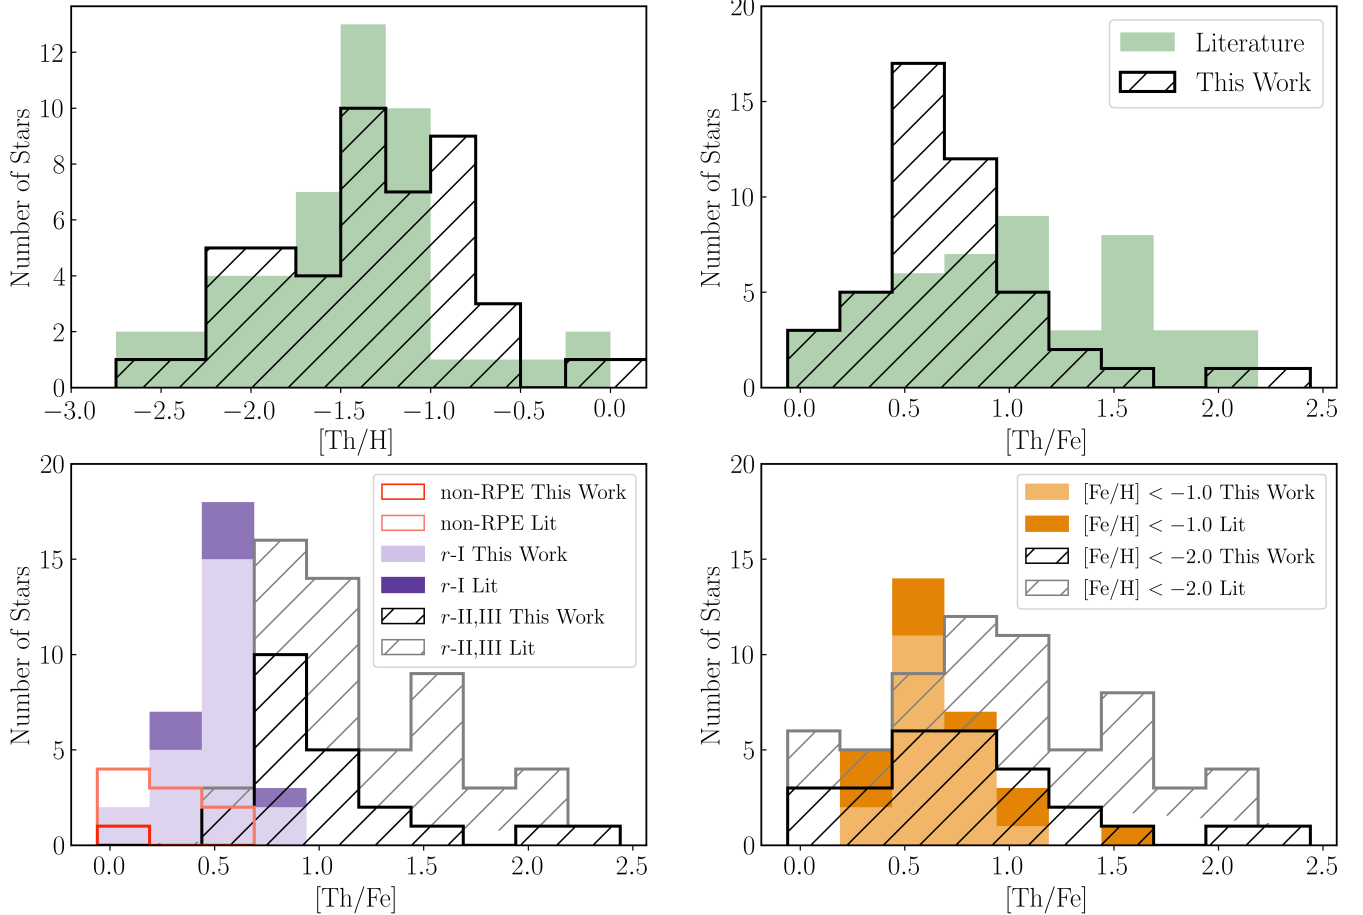 Number of Stars
12
10
8
6
4
2
0
−3.0 −2.5 −2.0 −1.5 −1.0 −0.5 0.0
[Th/H]
Number of Stars
20
15
10
5
0
0.0 0.5 1.0 1.5 2.0 2.5
[Th/Fe]
Literature
This Work
Number of Stars
20
15
10
5
0
0.0 0.5 1.0 1.5 2.0 2.5
[Th/Fe]
non-RPE This Work
non-RPE Lit
r-I This Work
r-I Lit
r-II,III This Work
r-II,III Lit
Number of Stars
20
15
10
5
0
0.0 0.5 1.0 1.5 2.0 2.5
[Th/Fe]
[Fe/H] < −1.0 This Work
[Fe/H] < −1.0 Lit
[Fe/H] < −2.0 This Work
[Fe/H] < −2.0 Lit